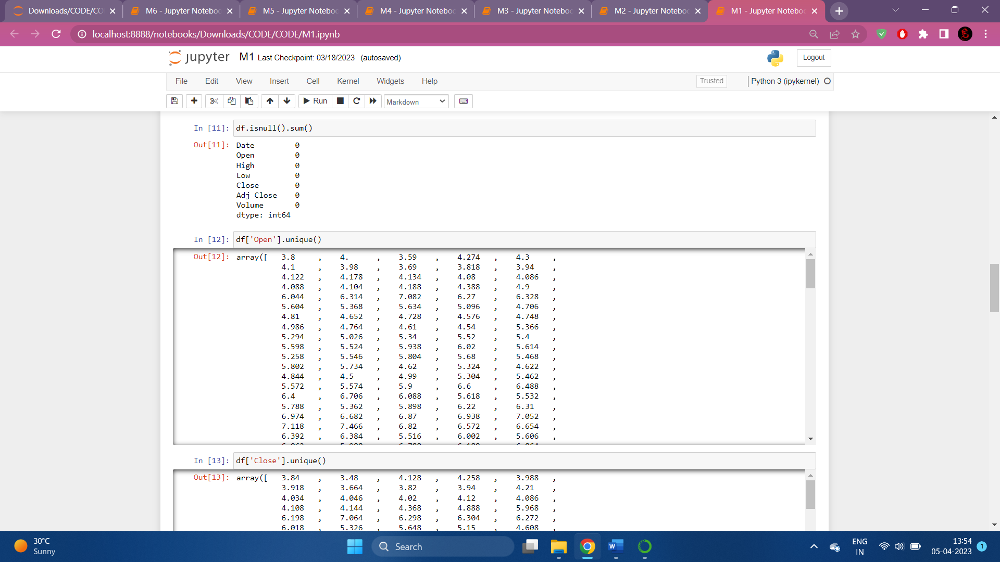 Downloads/CODE/CO
M6 - Jupyter Noteboo
M5 - Jupyter Noteboo
M4 - Jupyter Noteboo
M3 - Jupyter Noteboo
M2 - Jupyter Noteboo
M1 - Jupyter Noteboo
localhost:8888/notebooks/Downloads/CODE/CODE/M1.ipynb
jupyter M1 Last Checkpoint: 03/18/2023 (autosaved)
Logout
File Edit View Insert Cell Kernel Widgets Help
Trusted
Python 3 (ipykernel)
Run
Markdown
In [11]: df.isnull().sum()
Out[11]: Date 0
Open 0
High 0
Low 0
Close 0
Adj Close 0
Volume 0
dtype: int64
In [12]: df['Open'].unique()
Out[12]: array([ 3.8 , 4. , 3.59 , 4.274 , 4.3 ,
4.1 , 3.98 , 3.69 , 3.818 , 3.94 ,
4.122 , 4.178 , 4.134 , 4.08 , 4.086 ,
4.088 , 4.104 , 4.188 , 4.388 , 4.9 ,
6.044 , 6.314 , 7.082 , 6.27 , 6.328 ,
5.604 , 5.368 , 5.634 , 5.096 , 4.706 ,
4.81 , 4.652 , 4.728 , 4.576 , 4.748 ,
4.986 , 4.764 , 4.61 , 4.54 , 5.366 ,
5.294 , 5.026 , 5.34 , 5.52 , 5.4 ,
5.598 , 5.524 , 5.938 , 6.02 , 5.614 ,
5.258 , 5.546 , 5.804 , 5.68 , 5.468 ,
5.802 , 5.734 , 4.62 , 5.324 , 4.622 ,
4.844 , 4.5 , 4.99 , 5.304 , 5.462 ,
5.572 , 5.574 , 5.9 , 6.6 , 6.488 ,
6.4 , 6.706 , 6.088 , 5.618 , 5.532 ,
5.788 , 5.362 , 5.898 , 6.22 , 6.31 ,
6.974 , 6.682 , 6.87 , 6.938 , 7.052 ,
7.118 , 7.466 , 6.82 , 6.572 , 6.654 ,
6.392 , 6.384 , 5.516 , 6.002 , 5.606 ,
In [13]: df['Close'].unique()
Out[13]: array([ 3.84 , 3.48 , 4.128 , 4.258 , 3.988 ,
3.918 , 3.664 , 3.82 , 3.94 , 4.21 ,
4.034 , 4.046 , 4.02 , 4.12 , 4.086 ,
4.108 , 4.144 , 4.368 , 4.888 , 5.968 ,
6.198 , 7.064 , 6.298 , 6.304 , 6.272 ,
6.018 , 5.326 , 5.648 , 5.15 , 4.608 ,
30°C
Sunny
Search
ENG
IN
13:54
05-04-2023
1